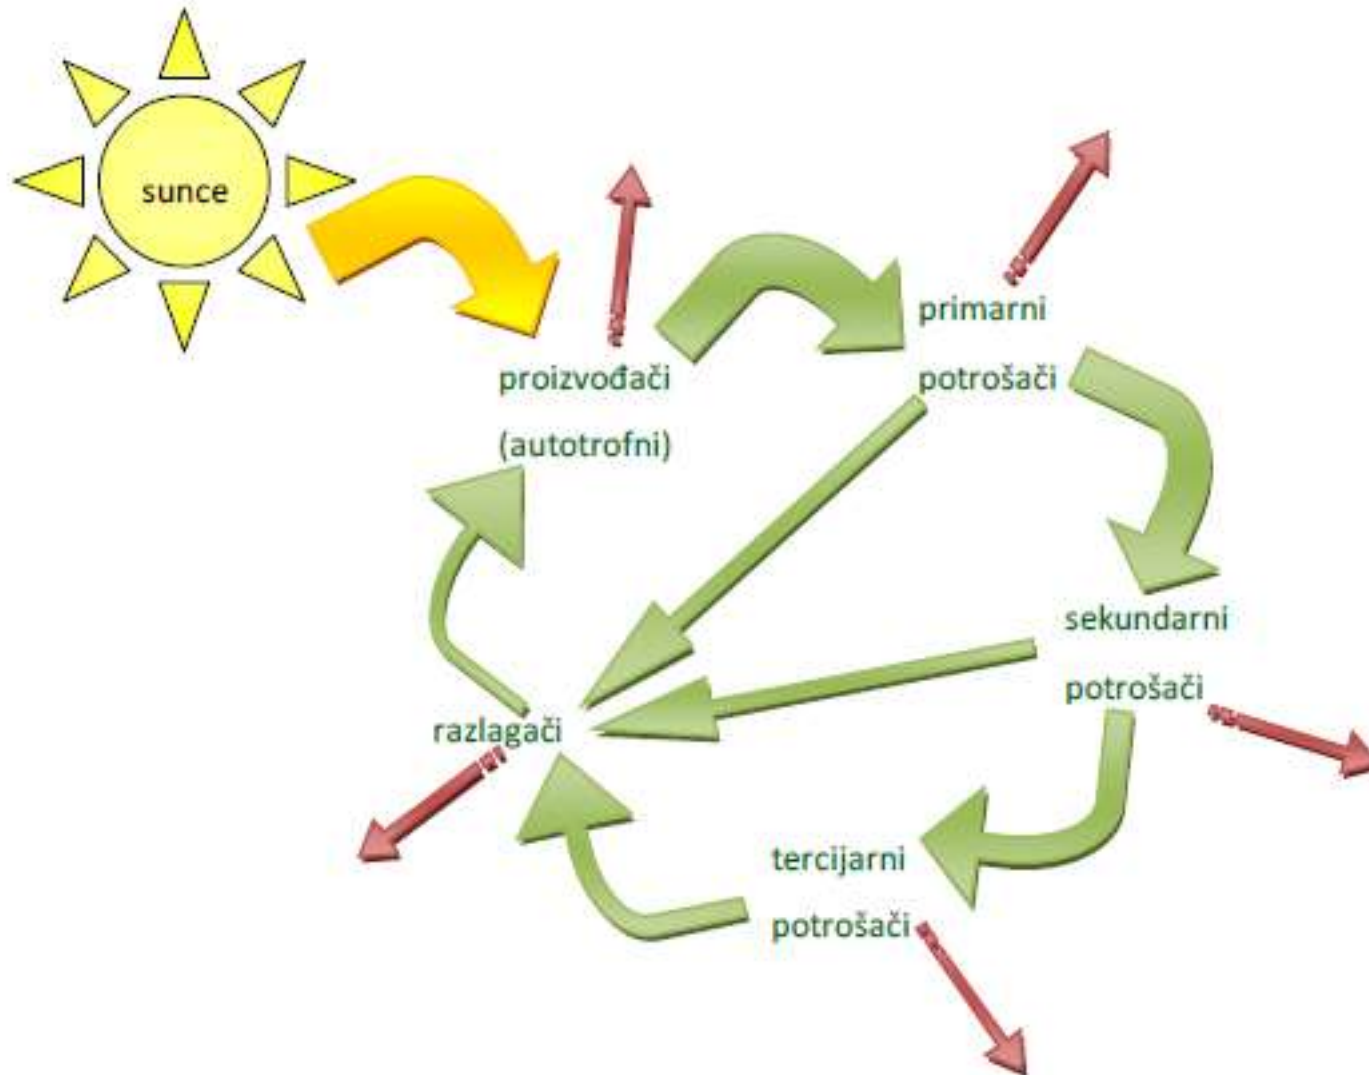 sunce
primarni
potrošači
proizvođači
(autotrofni)
sekundarni
potrošači
razlagači
tercijarni
potrošači